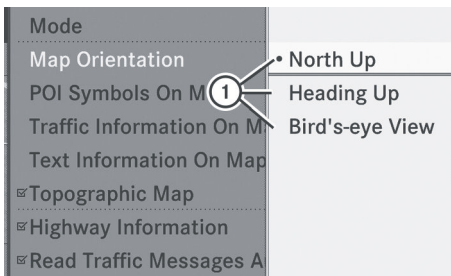 Mode
Map Orientation
POI Symbols On M
Traffic Information On M
Text Information On Map
Topographic Map
Highway Information
Read Traffic Messages A
1
• North Up
Heading Up
Bird's-eye View